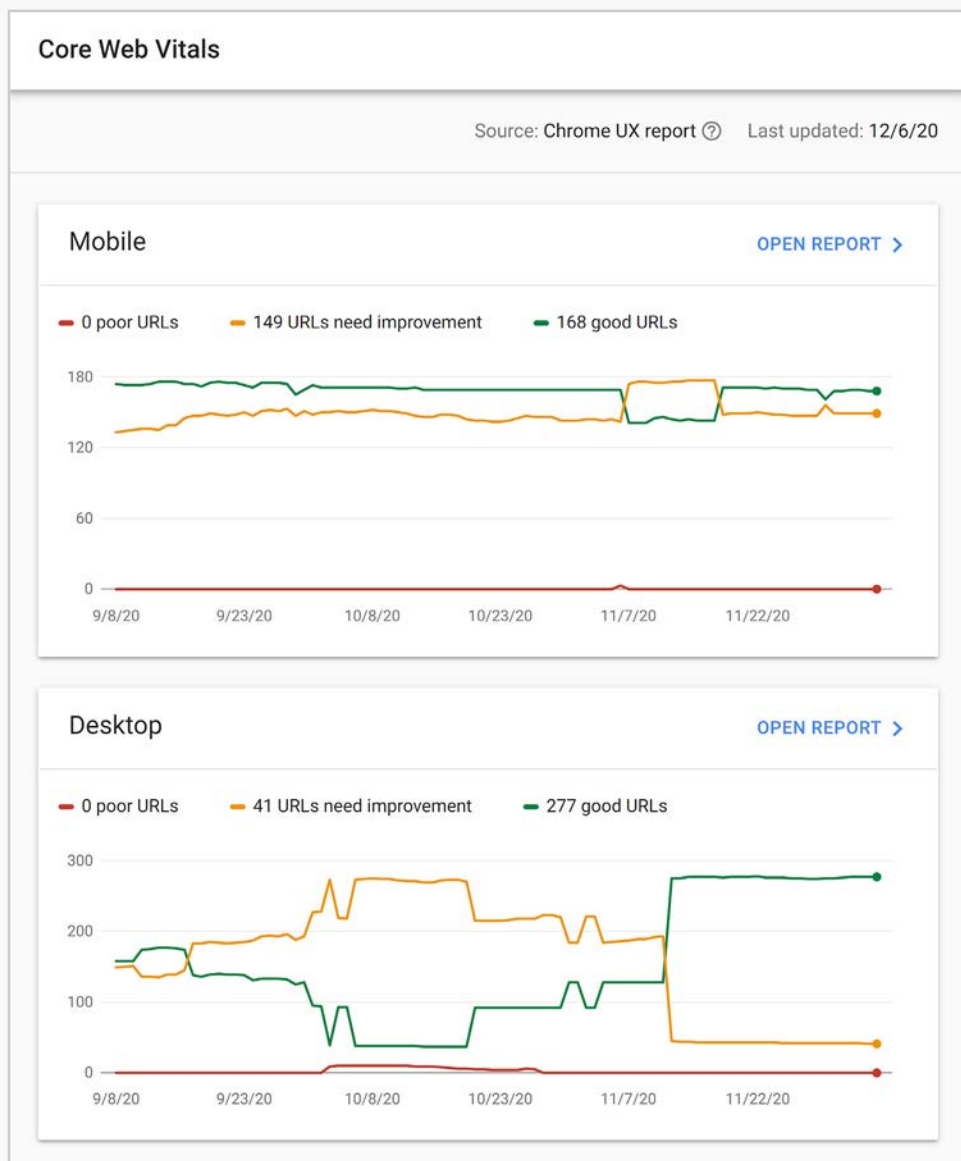 Core Web Vitals
Source: Chrome UX report Last updated: 12/6/20
Mobile
OPEN REPORT
0 poor URLs 149 URLs need improvement 168 good URLs
180
120
60
0
9/8/20 9/23/20 10/8/20 10/23/20 11/7/20 11/22/20
Desktop
OPEN REPORT
0 poor URLs 41 URLs need improvement 277 good URLs
300
200
100
0
9/8/20 9/23/20 10/8/20 10/23/20 11/7/20 11/22/20